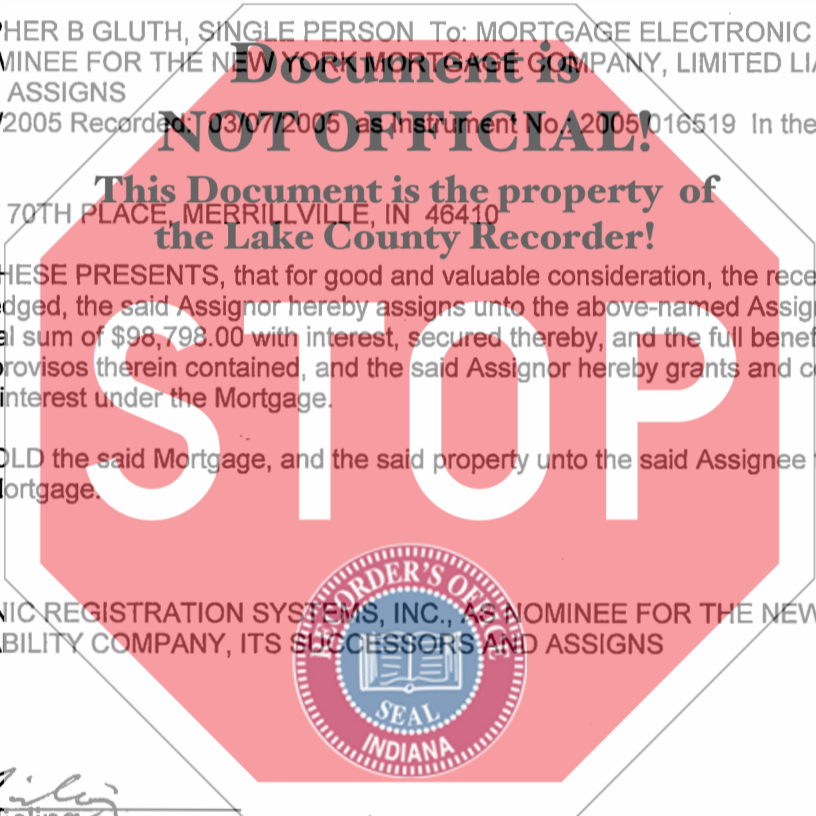 HER B GLUTH, SINGLE PERSON To: MORTGAGE ELECTRONIC
MINEE FOR THE NEW YORK MORTGAGE COMPANY, LIMITED LIA
Document is
ASSIGNS
/2005 Recorded: 03/07/2005 as Instrument No.: 2005 016519 In the
NOT OFFICIAL!
This Document is the property of
70TH PLACE, MERRILLVILLE, IN 46410
the Lake County Recorder!
HESE PRESENTS, that for good and valuable consideration, the rece
dged, the said Assignor hereby assigns unto the above-named Assig
al sum of $98,798.00 with interest, secured thereby, and the full benef
rovisos therein contained, and the said Assignor hereby grants and c
interest under the Mortgage.
STOP
OLD the said Mortgage, and the said property unto the said Assignee
ortgage.
RECORDER'S OFFICE
NIC REGISTRATION SYSTEMS, INC., AS NOMINEE FOR THE NEW
BILITY COMPANY, ITS SUCCESSORS AND ASSIGNS
SEAL
INDIANA